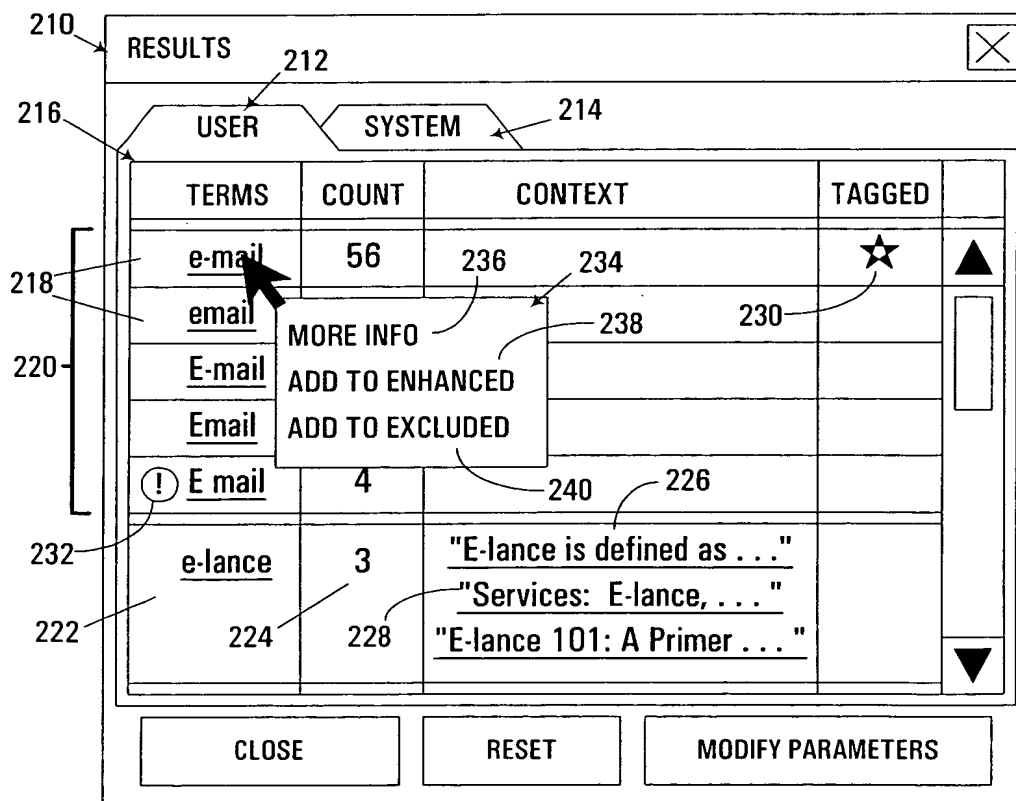 210
RESULTS
212
216
USER
SYSTEM
214
TERMS
COUNT
CONTEXT
TAGGED
218
220
e-mail
56
236
234
230
email
MORE INFO
238
E-mail
ADD TO ENHANCED
Email
ADD TO EXCLUDED
240
! E mail
4
226
232
e-lance
3
"E-lance is defined as . . ."
"Services: E-lance, . . . "
"E-lance 101: A Primer . . . "
222
224
228
CLOSE
RESET
MODIFY PARAMETERS